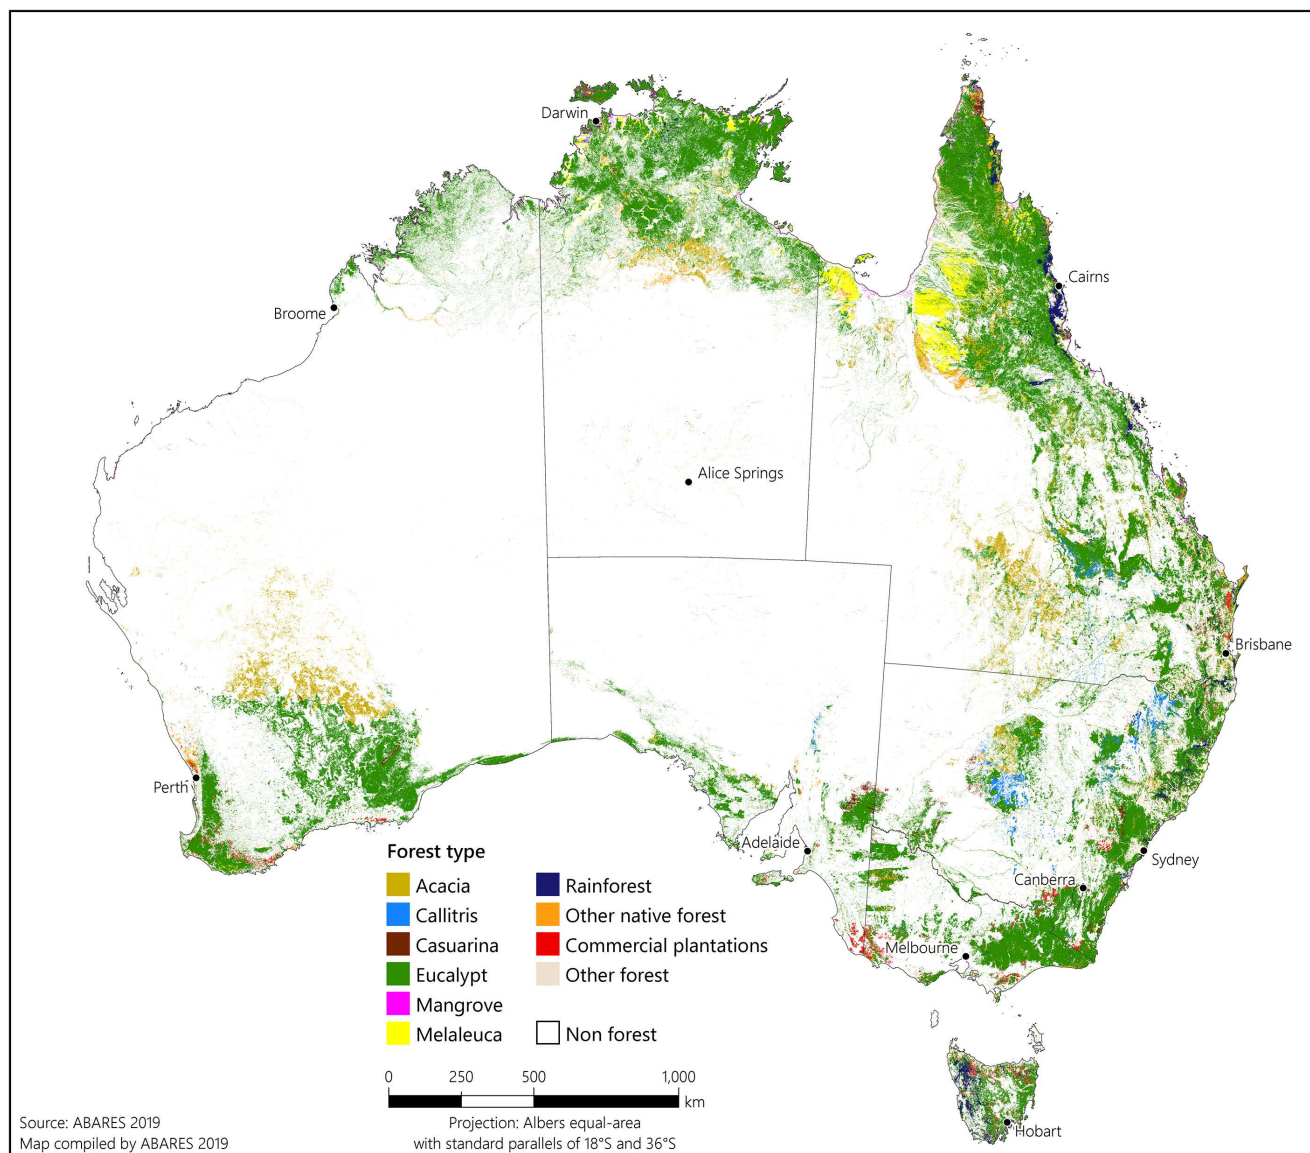 Darwin
Cairns
Broome
Alice Springs
Brisbane
Perth
Adelaide
Sydney
Canberra
Melbourne
Hobart
Forest type
Acacia
Callitris
Casuarina
Eucalypt
Mangrove
Melaleuca
Rainforest
Other native forest
Commercial plantations
Other forest
Non forest
0 250 500 1,000
km
Projection: Albers equal-area
with standard parallels of 18°S and 36°S
Source: ABARES 2019
Map compiled by ABARES 2019